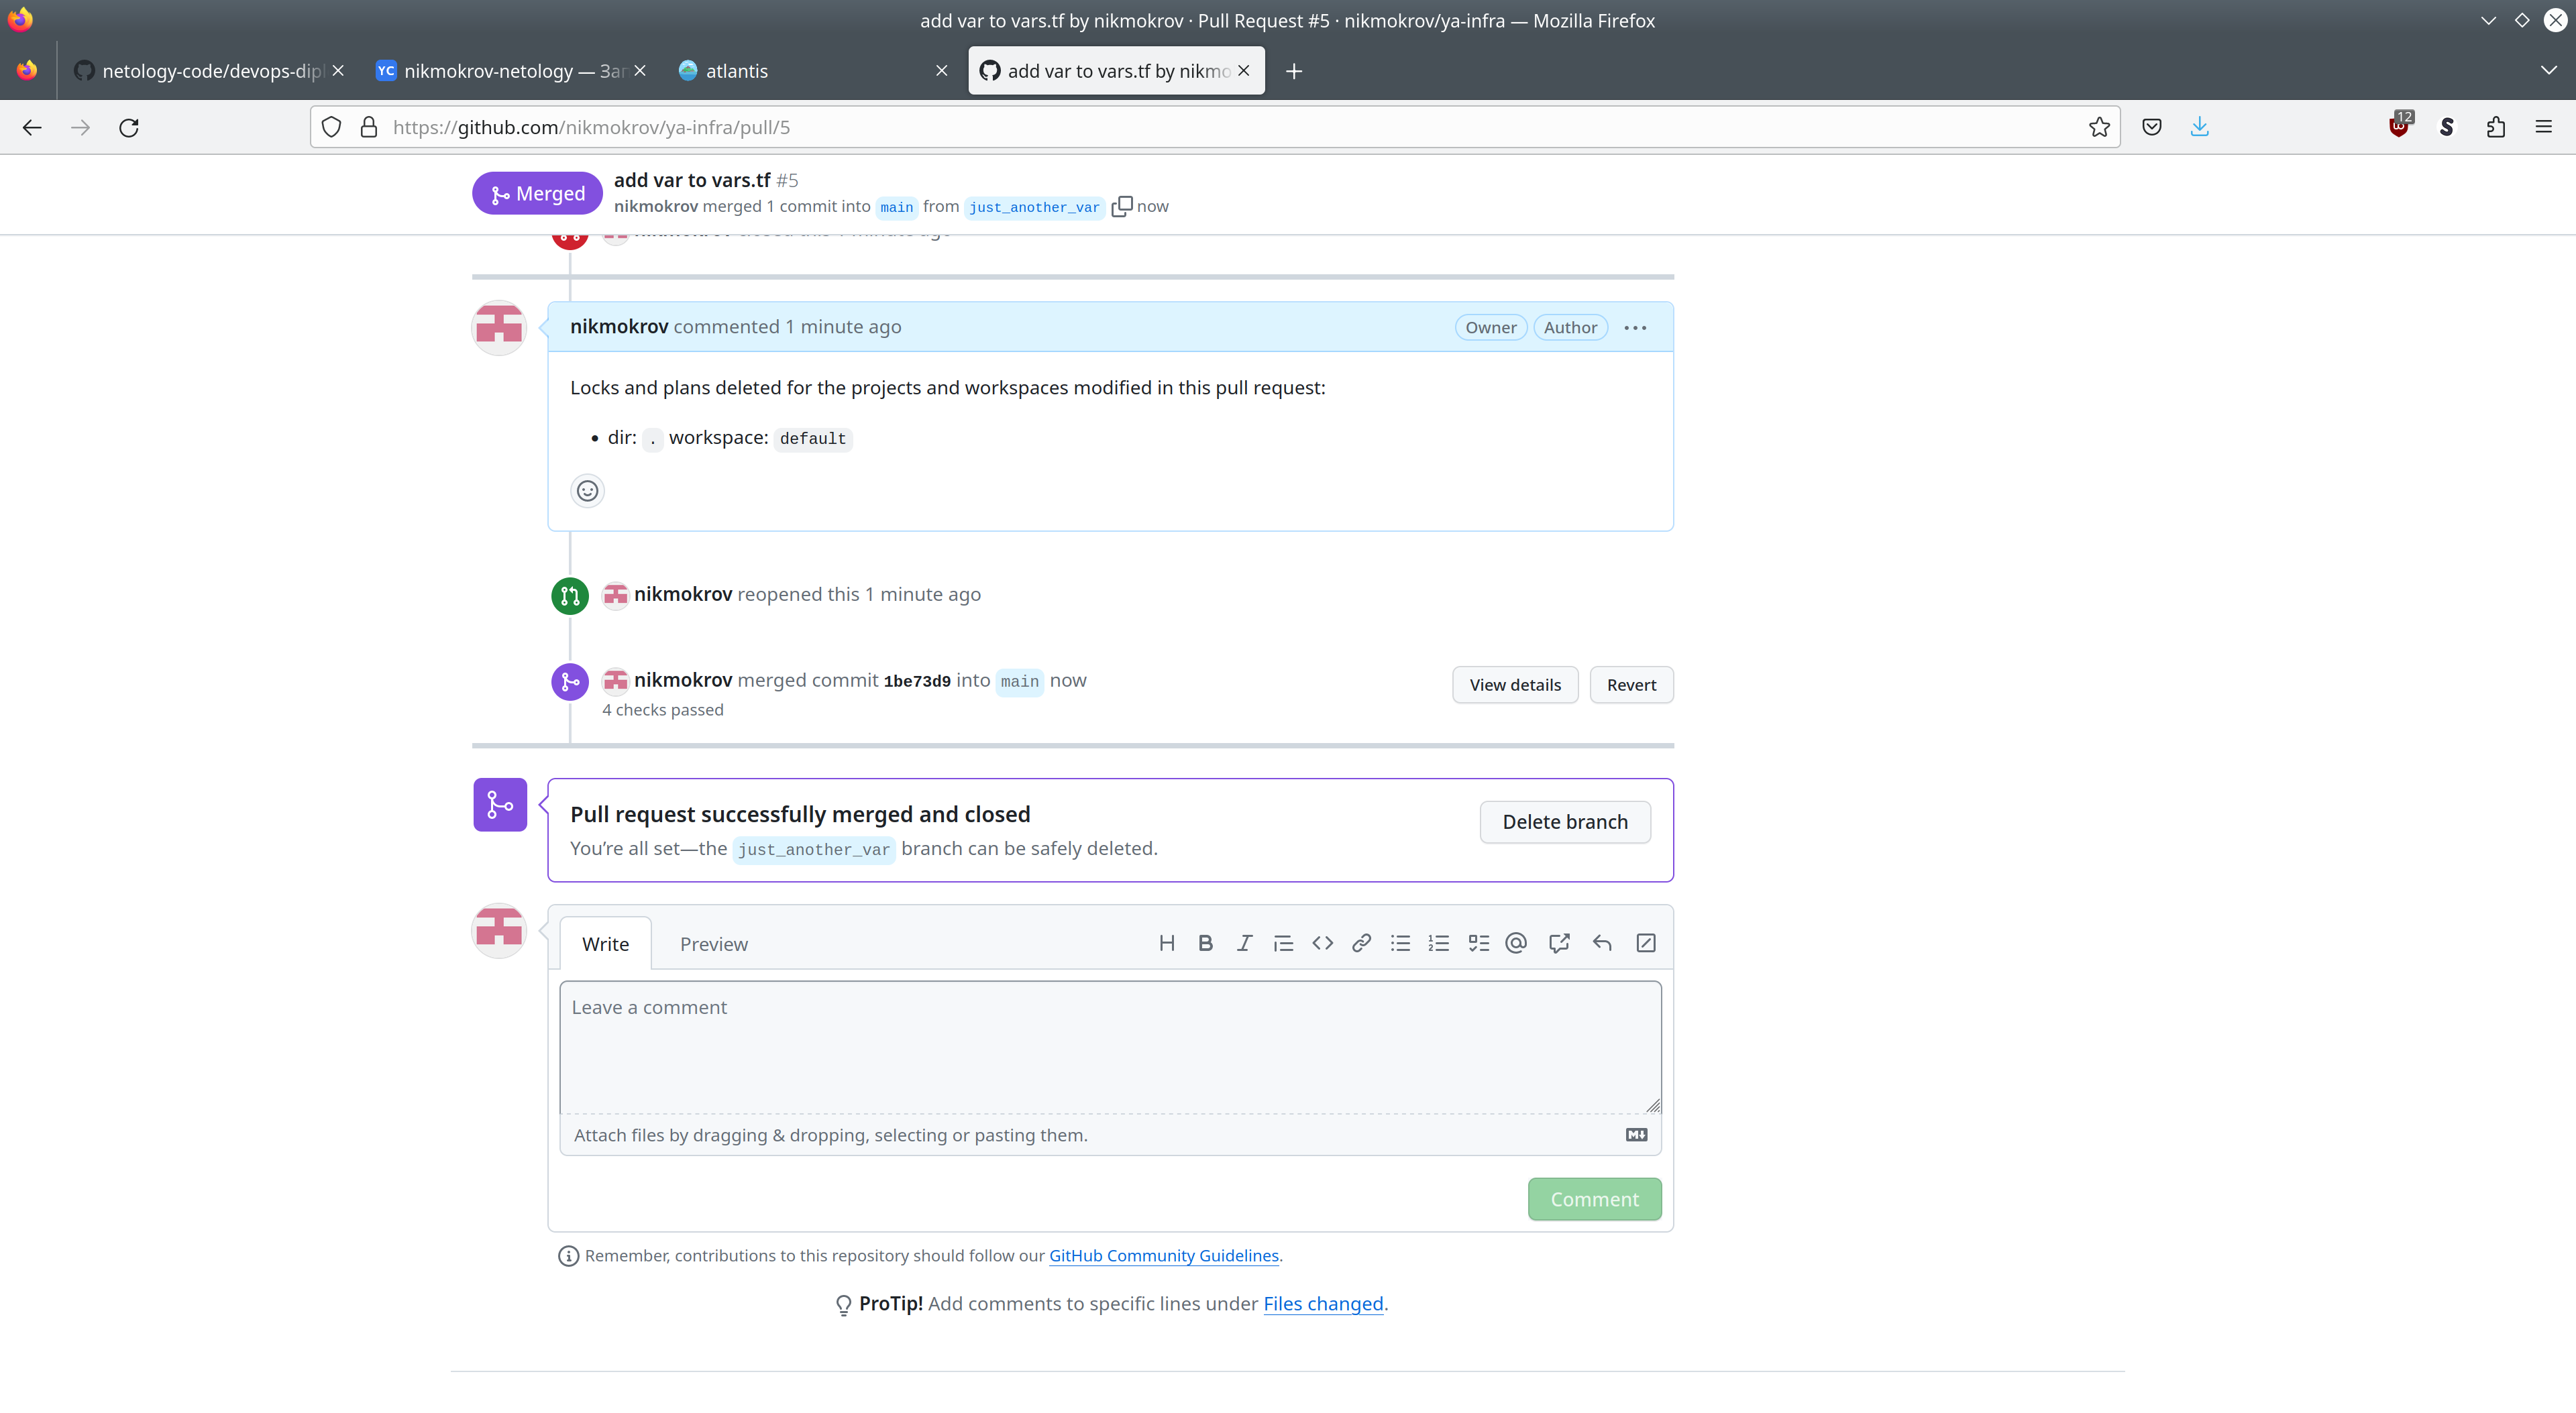 add var to vars.tf by nikmokrov · Pull Request #5 · nikmokrov/ya-infra — Mozilla Firefox
netology-code/devops-dipl
YC nikmokrov-netology — Заг
atlantis
add var to vars.tf by nikmo
https://github.com/nikmokrov/ya-infra/pull/5
12
Merged
add var to vars.tf #5
nikmokrov merged 1 commit into main from just_another_var now
nikmokrov closed this 1 minute ago
nikmokrov commented 1 minute ago
Owner Author
Locks and plans deleted for the projects and workspaces modified in this pull request:
• dir: . workspace: default
nikmokrov reopened this 1 minute ago
nikmokrov merged commit 1be73d9 into main now
4 checks passed
View details Revert
Pull request successfully merged and closed
You’re all set—the just_another_var branch can be safely deleted.
Delete branch
Write Preview
Leave a comment
Attach files by dragging & dropping, selecting or pasting them.
Comment
Remember, contributions to this repository should follow our GitHub Community Guidelines.
ProTip! Add comments to specific lines under Files changed.